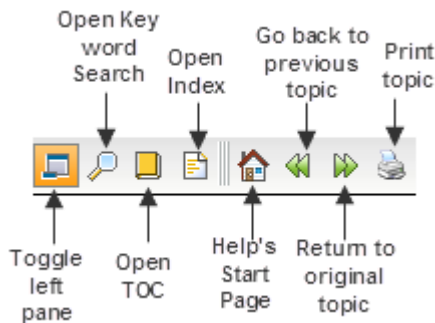 Open Key
word
Search
Open
Index
Go back to
previous
topic
Print
topic
Toggle
left
pane
Open
TOC
Help's
Start
Page
Return to
original
topic